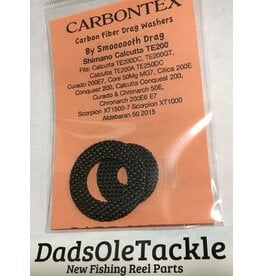 CARBONTEX
Carbon Fiber Drag Washers
By Smooooth Drag
Shimano Calcutta TE200
Fits: Calcutta TE200DC, TE200GT,
Calcutta TE200A TE250DC
Curado 200E7, Core 50Mg MG7, Citica 200E
Conquest 200, Calcutta Conquest 200,
Curado & Chronarch 50E,
Chronarch 200E6 E7
Scorpion XT1500-7 Scorpion XT1000
Aldebaran 50 2015
DadsOleTackle
New Fishing Reel Parts